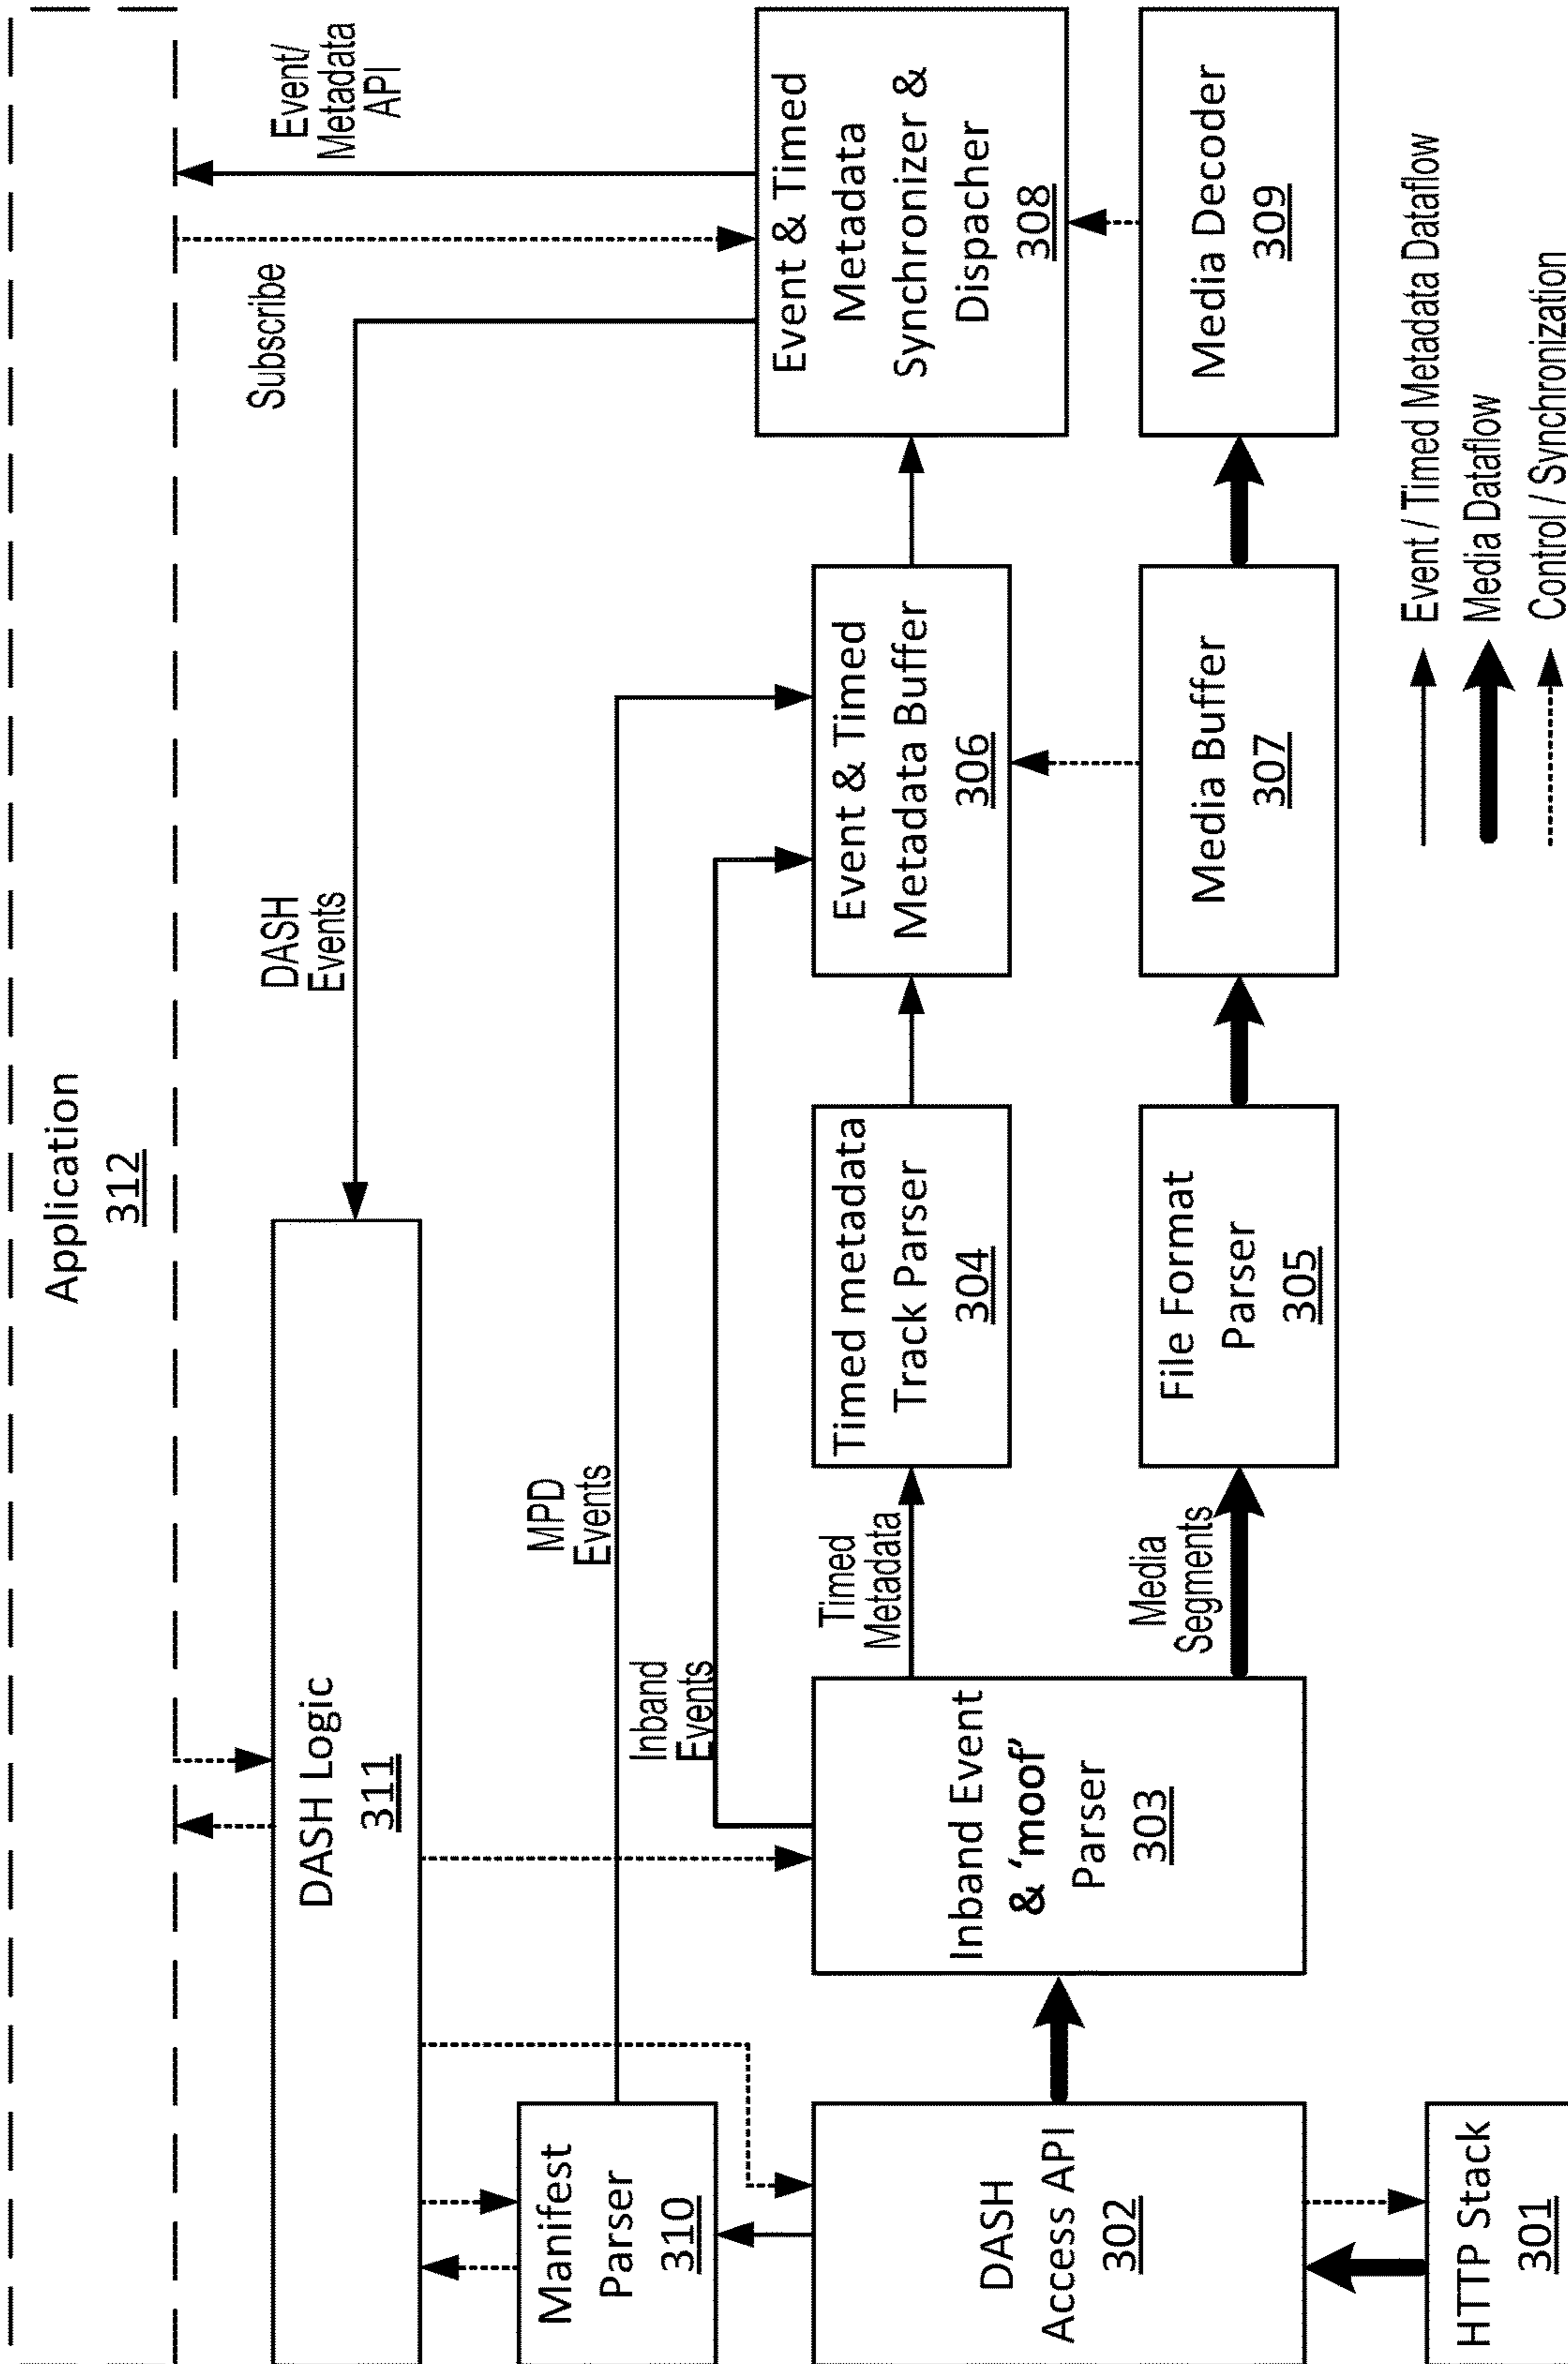 Application
312
Event/
Metadata
API
Subscribe
DASH
Events
DASH Logic
311
MPD
Events
Inband
Events
Manifest
Parser
310
DASH
Access API
302
HTTP Stack
301
Inband Event
& ‘moof’
Parser
303
Timed
Metadata
Media
Segments
Timed metadata
Track Parser
304
File Format
Parser
305
Event & Timed
Metadata Buffer
306
Media Buffer
307
Event & Timed
Metadata
Synchronizer &
Dispacher
308
Media Decoder
309
Event / Timed Metadata Dataflow
Media Dataflow
Control / Synchronization